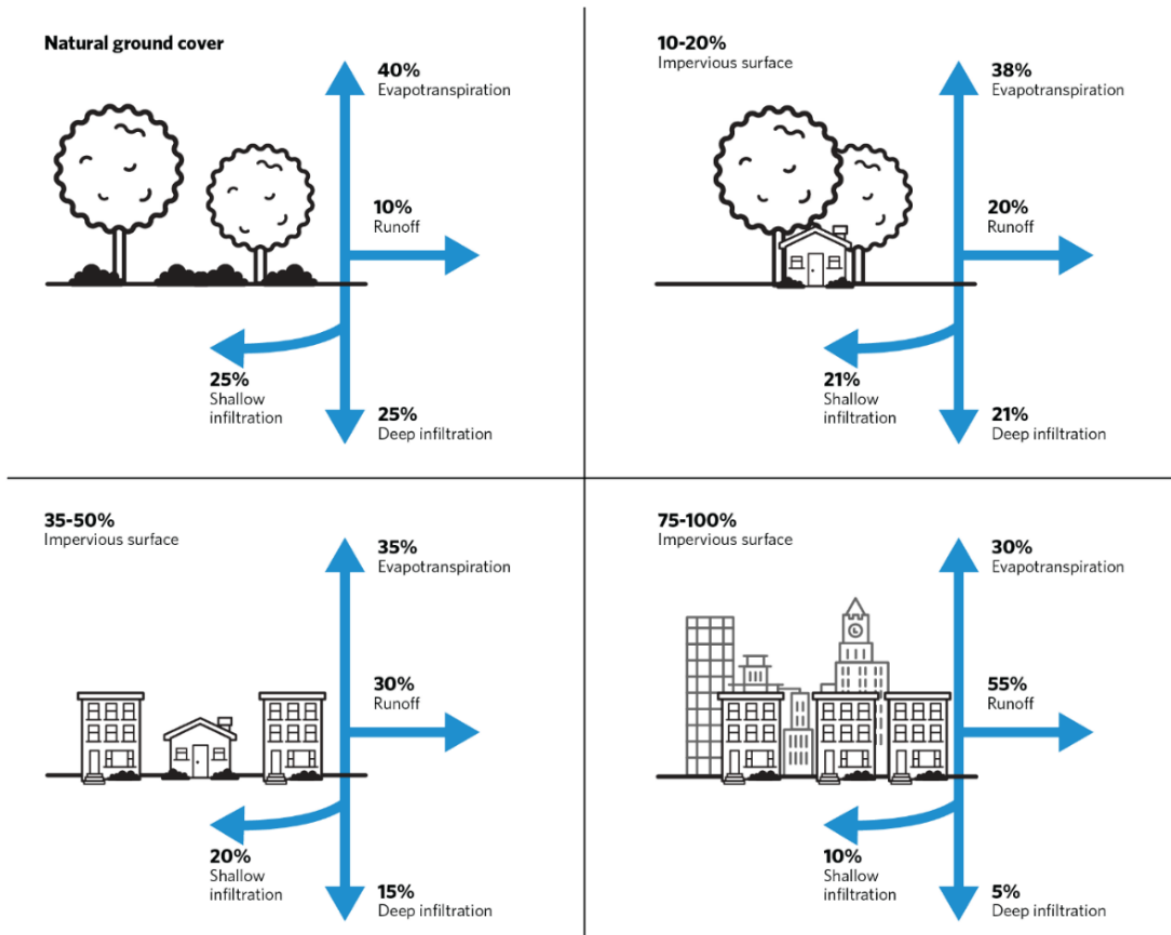 Natural ground cover
40%
Evapotranspiration
10%
Runoff
25%
Shallow
infiltration
25%
Deep infiltration
10-20%
Impervious surface
38%
Evapotranspiration
20%
Runoff
21%
Shallow
infiltration
21%
Deep infiltration
35-50%
Impervious surface
35%
Evapotranspiration
30%
Runoff
20%
Shallow
infiltration
15%
Deep infiltration
75-100%
Impervious surface
30%
Evapotranspiration
55%
Runoff
10%
Shallow
infiltration
5%
Deep infiltration